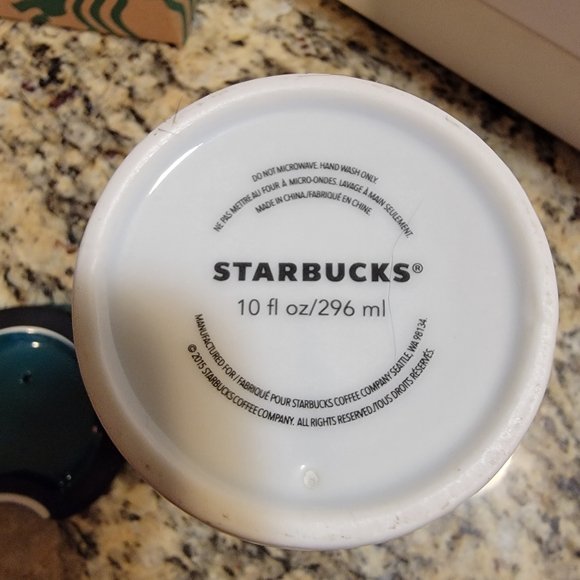 DO NOT MICROWAVE. HAND WASH ONLY
NE PAS METTRE AU FOUR À MICRO-ONDES. LAVAGE À MAIN SEULEMENT.
MADE IN CHINA./FABRIQUÉ EN CHINE.
STARBUCKS®
10 fl oz/296 ml
MANUFACTURED FOR / FABRIQUÉ POUR STARBUCKS COFFEE COMPANY SEATTLE, WA 98134.
© 2015 STARBUCKS COFFEE COMPANY. ALL RIGHTS RESERVED./TOUS DROITS RÉSERVÉS.